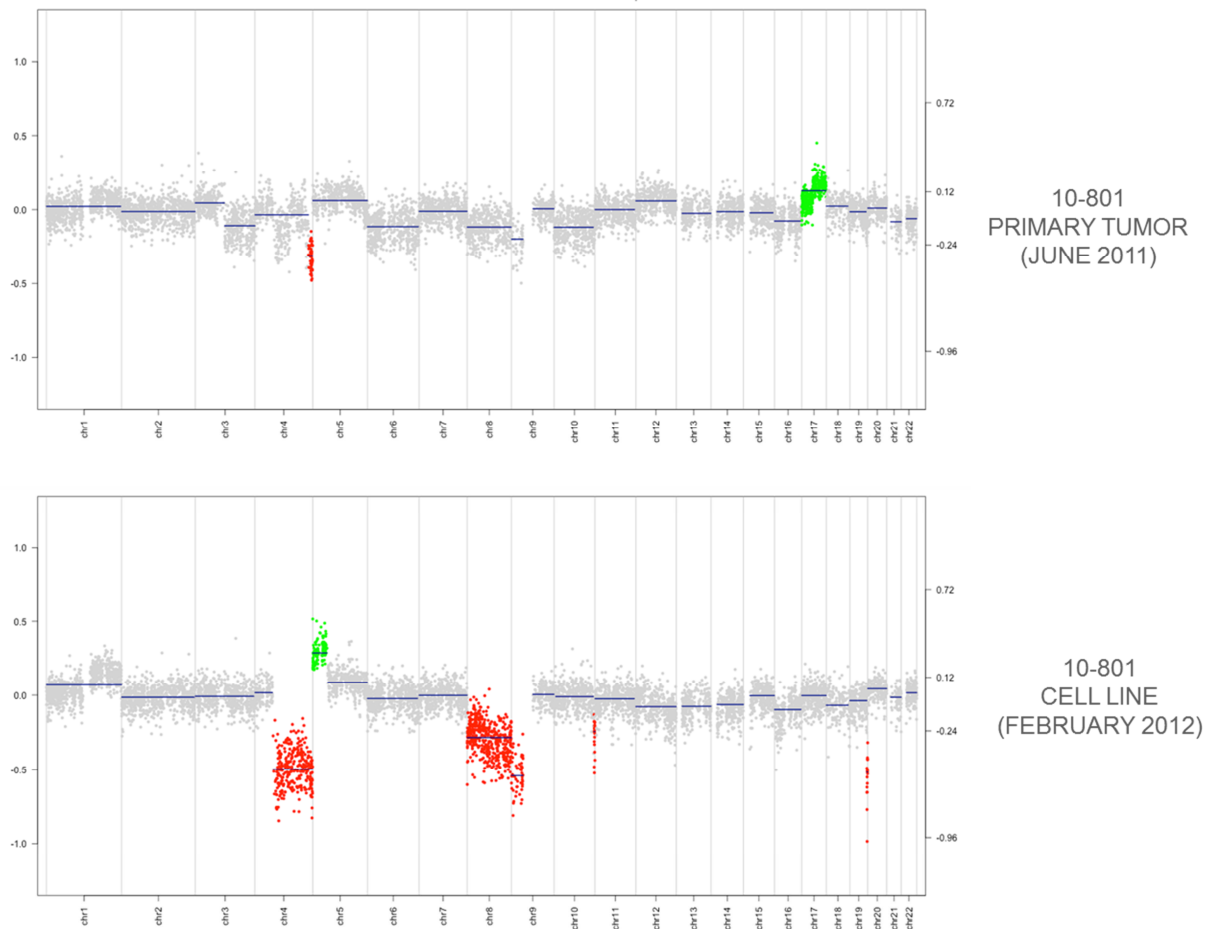 1.0
0.5
0.0
-0.5
-1.0
0.72
0.12
-0.24
-0.96
chr1
chr2
chr3
chr4
chr5
chr6
chr7
chr8
chr9
chr10
chr11
chr12
chr13
chr14
chr15
chr16
chr17
chr18
chr19
chr20
chr21
chr22
10-801
PRIMARY TUMOR
(JUNE 2011)
1.0
0.5
0.0
-0.5
-1.0
0.72
0.12
-0.24
-0.96
chr1
chr2
chr3
chr4
chr5
chr6
chr7
chr8
chr9
chr10
chr11
chr12
chr13
chr14
chr15
chr16
chr17
chr18
chr19
chr20
chr21
chr22
10-801
CELL LINE
(FEBRUARY 2012)